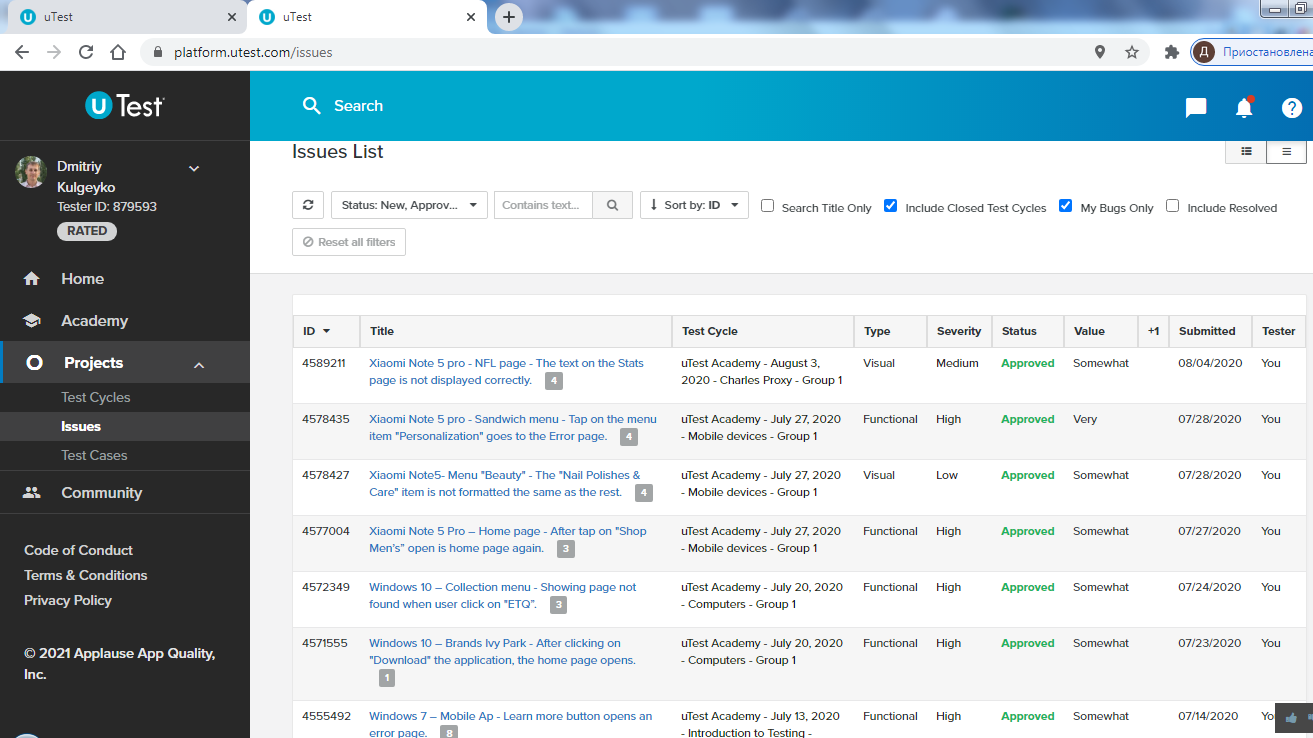 uTest
uTest
platform.utest.com/issues
Д
Приостановлена
U Test
Search
Dmitriy
Kulgeyko
Tester ID: 879593
RATED
Home
Academy
Projects
Test Cycles
Issues
Test Cases
Community
Code of Conduct
Terms & Conditions
Privacy Policy
© 2021 Applause App Quality,
Inc.
Issues List
Status: New, Approv...
Contains text...
Sort by: ID
Search Title Only
Include Closed Test Cycles
My Bugs Only
Include Resolved
Reset all filters
ID Title Test Cycle Type Severity Status Value +1 Submitted Tester
4589211 Xiaomi Note 5 pro - NFL page - The text on the Stats uTest Academy - August 3, Visual Medium Approved Somewhat 08/04/2020 You
page is not displayed correctly. 4 2020 - Charles Proxy - Group 1
4578435 Xiaomi Note 5 pro - Sandwich menu - Tap on the menu uTest Academy - July 27, 2020 Functional High Approved Very 07/28/2020 You
item "Personalization" goes to the Error page. 4 - Mobile devices - Group 1
4578427 Xiaomi Note5- Menu "Beauty" - The "Nail Polishes & uTest Academy - July 27, 2020 Visual Low Approved Somewhat 07/28/2020 You
Care" item is not formatted the same as the rest. 4 - Mobile devices - Group 1
4577004 Xiaomi Note 5 Pro – Home page - After tap on "Shop uTest Academy - July 27, 2020 Functional High Approved Somewhat 07/27/2020 You
Men's" open is home page again. 3 - Mobile devices - Group 1
4572349 Windows 10 – Collection menu - Showing page not uTest Academy - July 20, 2020 Functional High Approved Somewhat 07/24/2020 You
found when user click on "ETQ". 3 - Computers - Group 1
4571555 Windows 10 – Brands Ivy Park - After clicking on uTest Academy - July 20, 2020 Functional High Approved Somewhat 07/23/2020 You
"Download" the application, the home page opens. - Computers - Group 1
1
4555492 Windows 7 – Mobile Ap - Learn more button opens an uTest Academy - July 13, 2020 Functional High Approved Somewhat 07/14/2020
error page. 8 - Introduction to Testing -